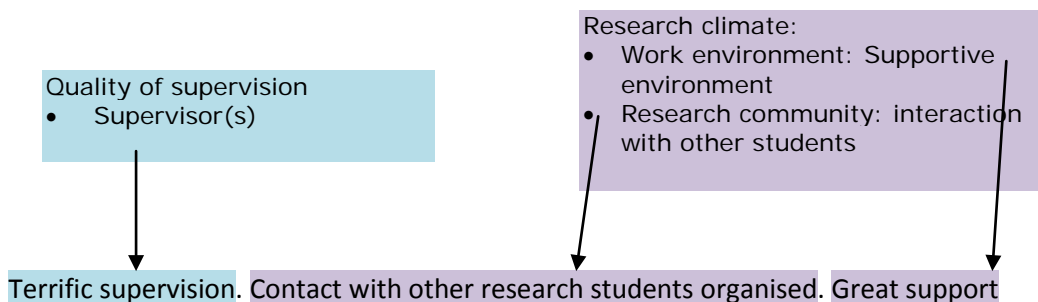 Quality of supervision
• Supervisor(s)
Research climate:
• Work environment: Supportive
environment
• Research community: interaction
with other students
Terrific supervision. Contact with other research students organised. Great support